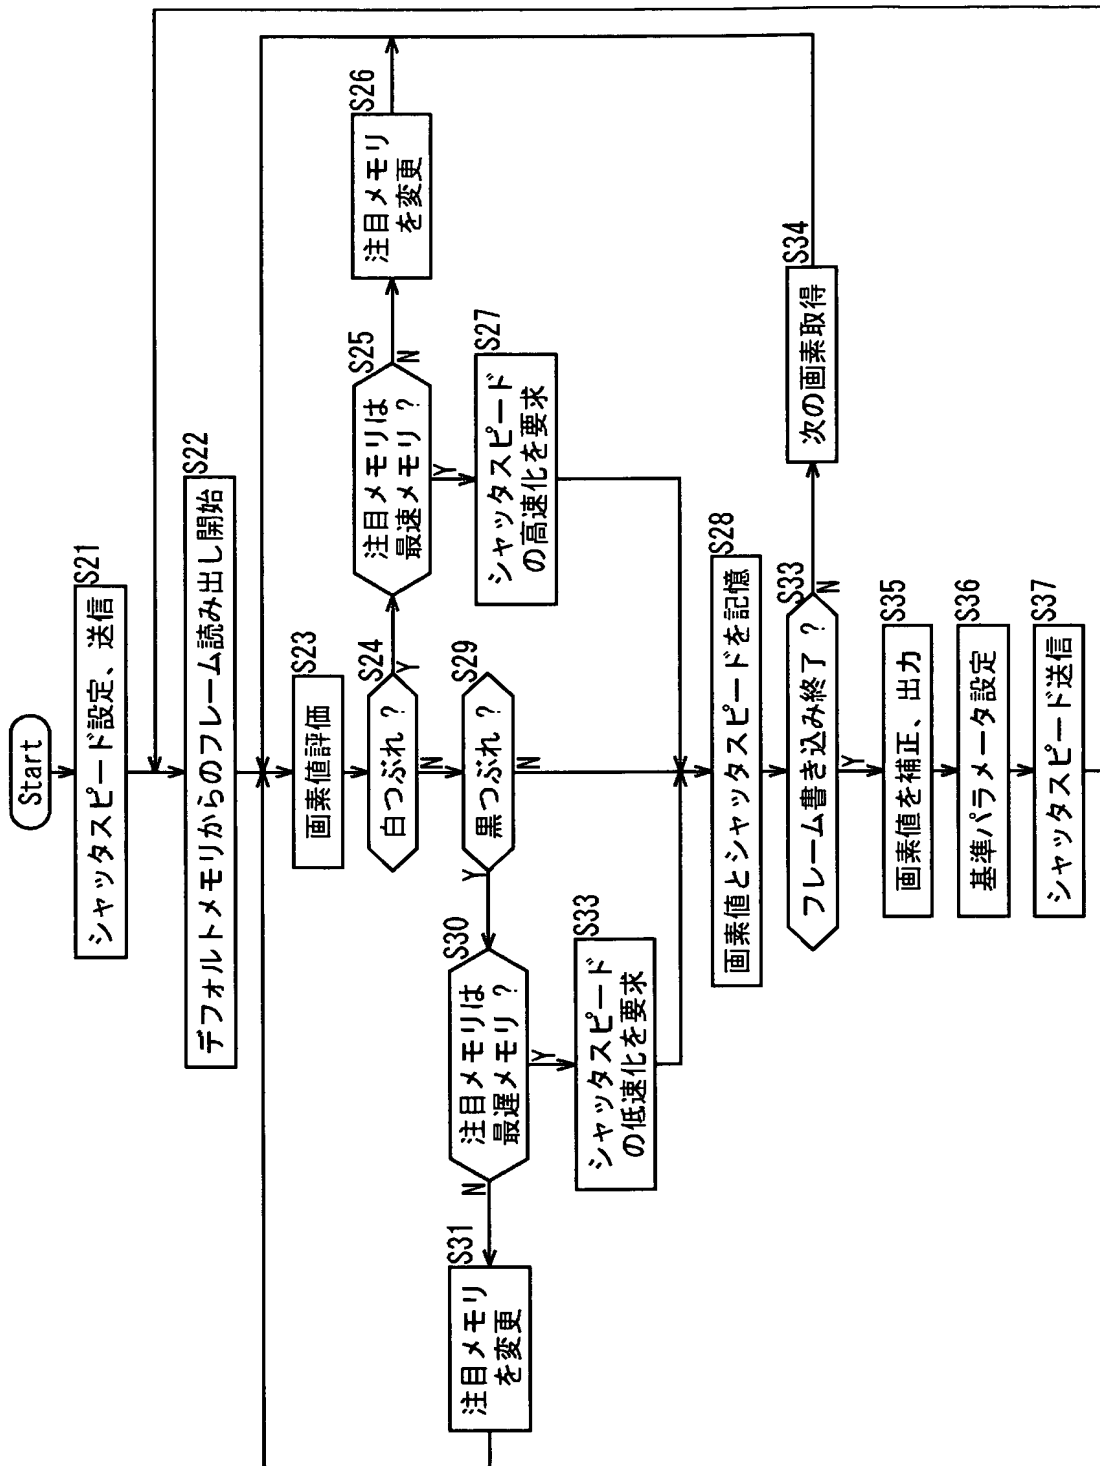 Start
S21
シャッタスピード設定、送信
S22
デフォルトメモリからのフレーム読み出し開始
S23
画素値評価
S24
白つぶれ？
Y
N
S25
注目メモリは
最速メモリ？
N
Y
S26
注目メモリ
を変更
S27
シャッタスピード
の高速化を要求
S29
黒つぶれ？
Y
N
S30
注目メモリは
最遅メモリ？
N
Y
S31
注目メモリ
を変更
S33
シャッタスピード
の低速化を要求
S28
画素値とシャッタスピードを記憶
S33
フレーム書き込み終了？
N
Y
S34
次の画素取得
S35
画素値を補正、出力
S36
基準パラメータ設定
S37
シャッタスピード送信